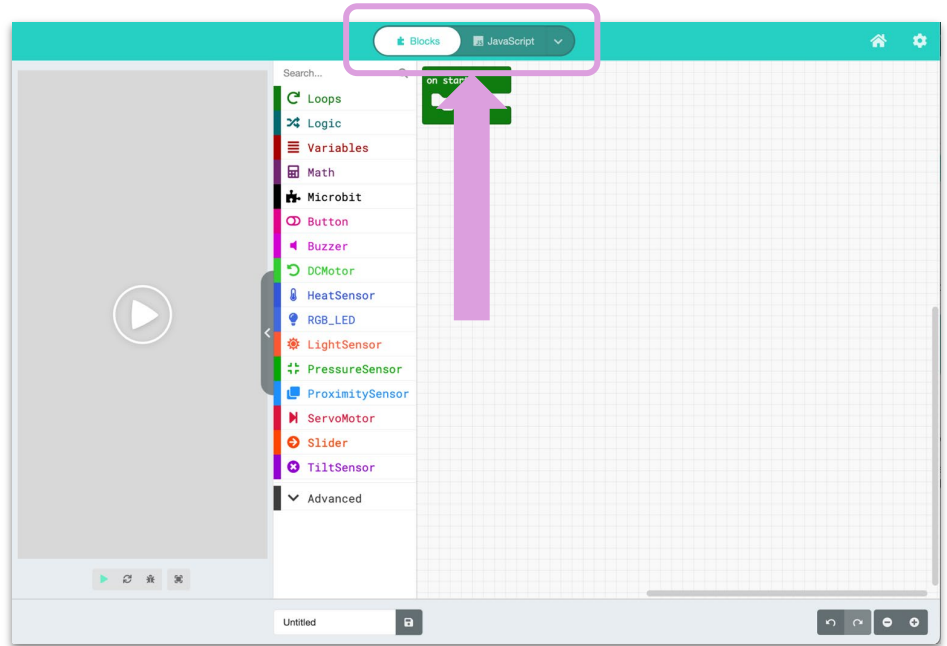 Blocks
JavaScript
Search...
on start
Loops
Logic
Variables
Math
Microbit
Button
Buzzer
DCMotor
HeatSensor
RGB_LED
LightSensor
PressureSensor
ProximitySensor
ServoMotor
Slider
TiltSensor
Advanced
Untitled